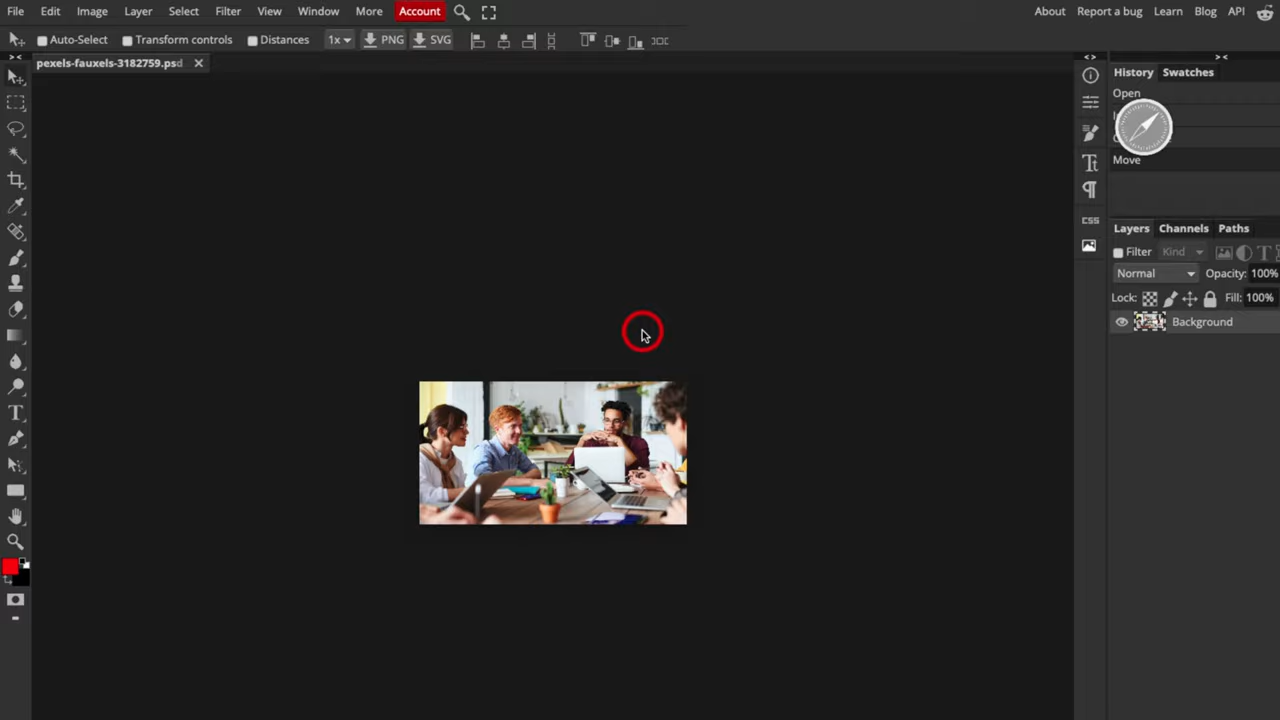 File Edit Image Layer Select Filter View Window More Account About Report a bug Learn Blog API
Auto-Select Transform controls Distances 1x PNG SVG
pexels-fauxels-3182759.psd
History Swatches
Open
Move
Tt
CSS
Layers Channels Paths
Filter Kind T
Normal Opacity: 100%
Lock: Fill: 100%
Background
T